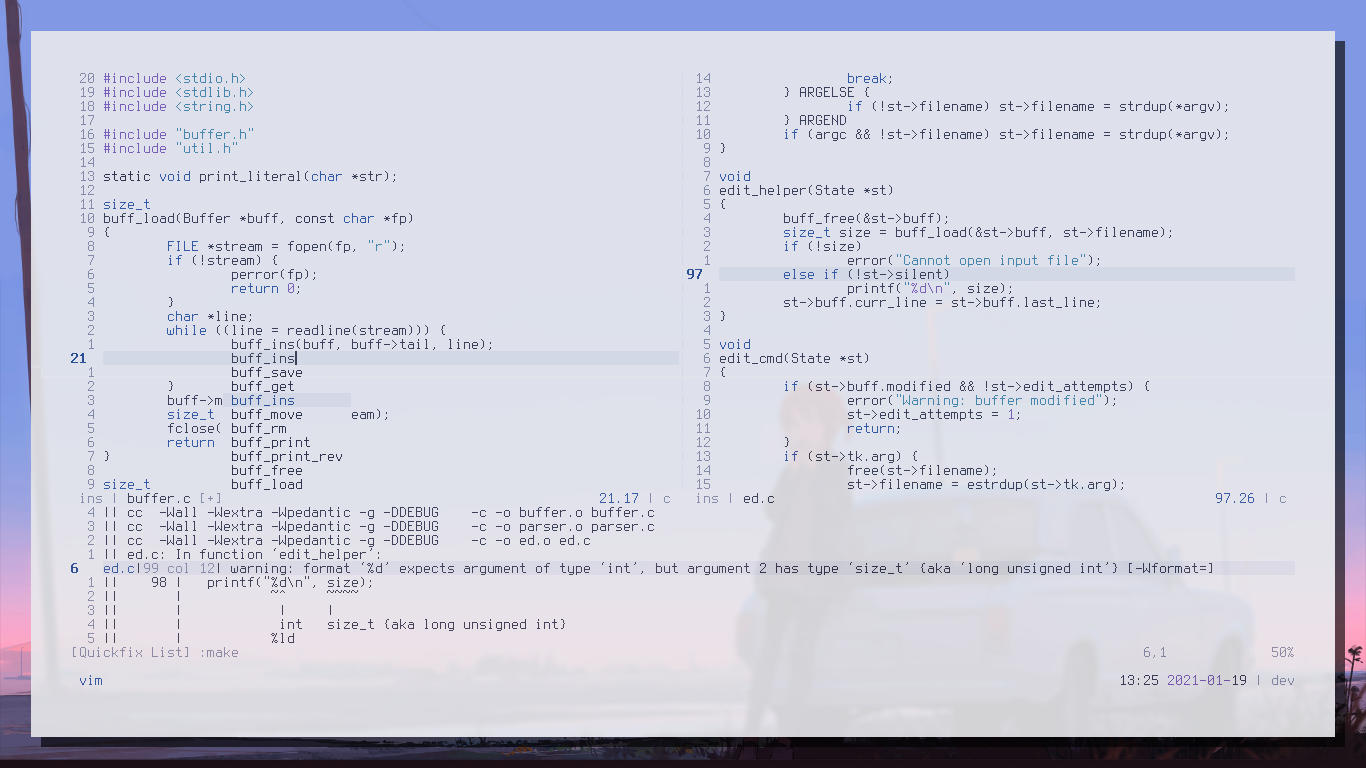 20 #include <stdio.h>
19 #include <stdlib.h>
18 #include <string.h>
17
16 #include "buffer.h"
15 #include "util.h"
14
13 static void print_literal(char *str);
12
11 size_t
10 buff_load(Buffer *buff, const char *fp)
9 {
8         FILE *stream = fopen(fp, "r");
7         if (!stream) {
6                 perror(fp);
5                 return 0;
4         }
3         char *line;
2         while ((line = readline(stream))) {
1                 buff_ins(buff, buff->tail, line);
21                 buff_ins
1                 buff_save
2         }       buff_get
3         buff->m buff_ins
4         size_t  buff_move      eam);
5         fclose( buff_rm
6         return  buff_print
7 }               buff_print_rev
8                 buff_free
9 size_t          buff_load
ins | buffer.c [+] 21.17 | c
14                 break;
13         } ARGELSE {
12                 if (!st->filename) st->filename = strdup(*argv);
11         } ARGEND
10         if (argc && !st->filename) st->filename = strdup(*argv);
9 }
8
7 void
6 edit_helper(State *st)
5 {
4         buff_free(&st->buff);
3         size_t size = buff_load(&st->buff, st->filename);
2         if (!size)
1                 error("Cannot open input file");
97         else if (!st->silent)
1                 printf("%d\n", size);
2         st->buff.curr_line = st->buff.last_line;
3 }
4
5 void
6 edit_cmd(State *st)
7 {
8         if (st->buff.modified && !st->edit_attempts) {
9                 error("Warning: buffer modified");
10                 st->edit_attempts = 1;
11                 return;
12         }
13         if (st->tk.arg) {
14                 free(st->filename);
15                 st->filename = estrdup(st->tk.arg);
ins | ed.c 97.26 | c
4 || cc  -Wall -Wextra -Wpedantic -g -DDEBUG    -c -o buffer.o buffer.c
3 || cc  -Wall -Wextra -Wpedantic -g -DDEBUG    -c -o parser.o parser.c
2 || cc  -Wall -Wextra -Wpedantic -g -DDEBUG    -c -o ed.o ed.c
1 || ed.c: In function ‘edit_helper’:
6 ed.c|99 col 12| warning: format ‘%d’ expects argument of type ‘int’, but argument 2 has type ‘size_t’ {aka ‘long unsigned int’} [-Wformat=]
1 ||    98 |   printf("%d\n", size);
2 ||       |           ~^     ~~~~
3 ||       |            |     |
4 ||       |            int   size_t {aka long unsigned int}
5 ||       |           %ld
[Quickfix List] :make 6,1 50%
vim 13:25 2021-01-19 | dev